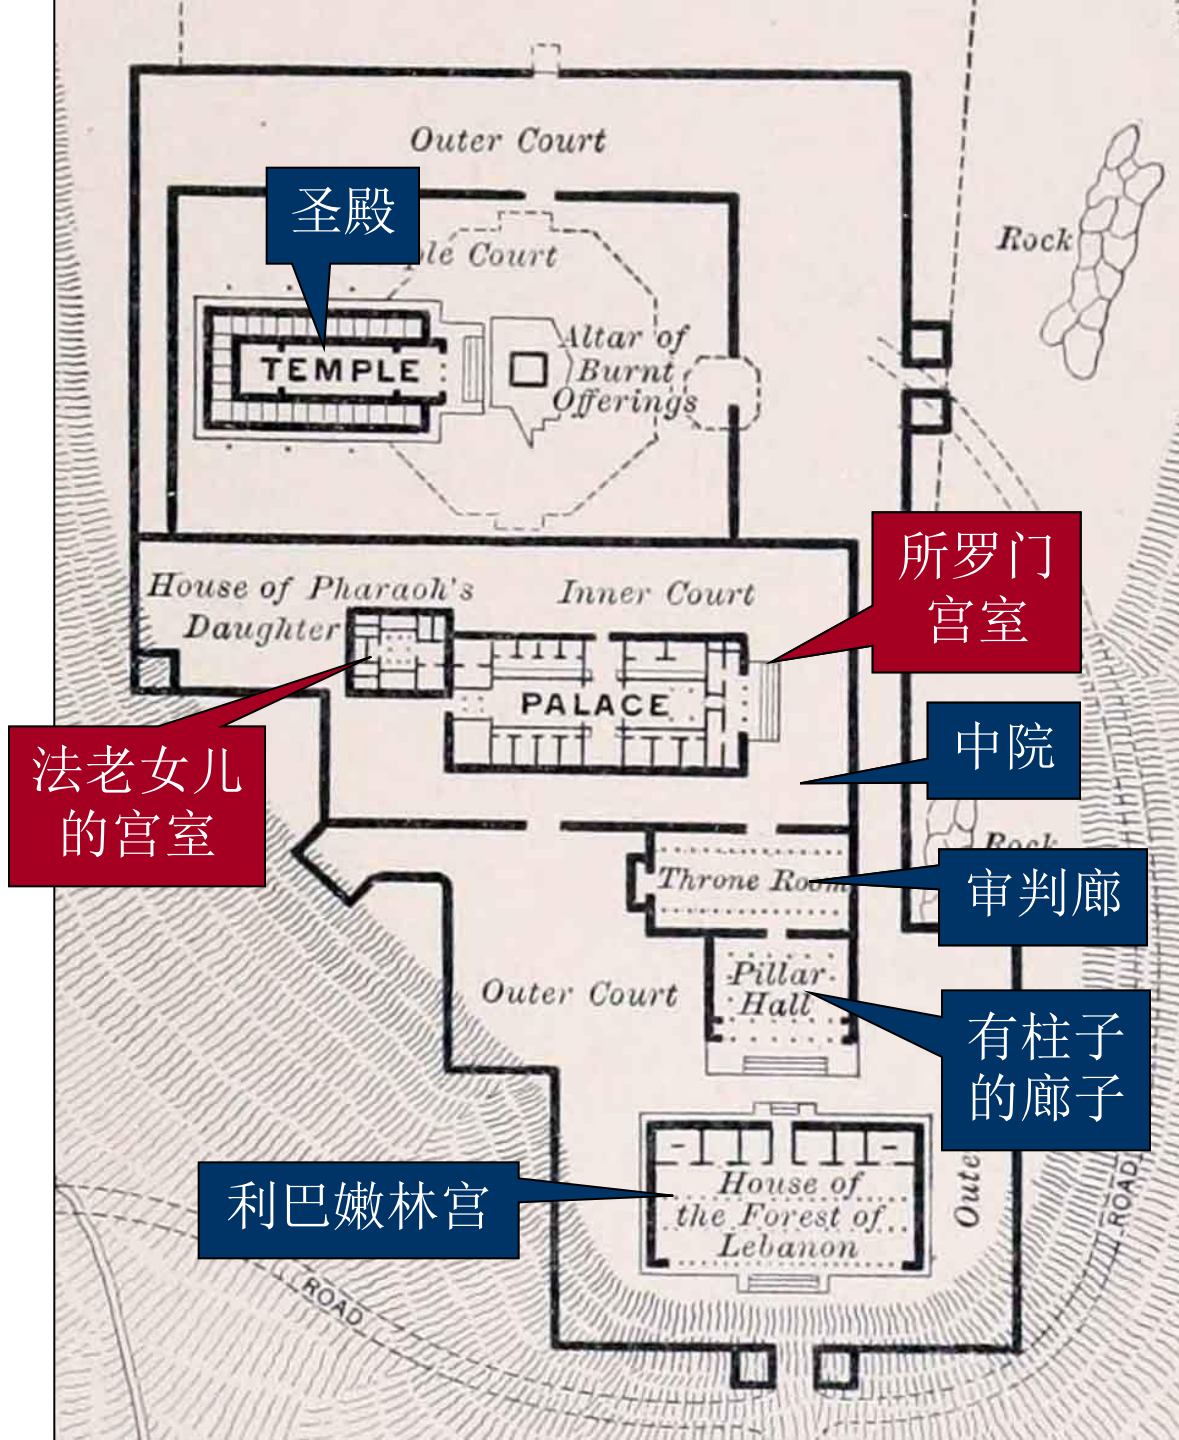 Outer Court
圣殿
ple Court
Rock
TEMPLE
Altar of
Burnt
Offerings
所罗门
宫室
House of Pharaoh's
Daughter
Inner Court
PALACE
中院
法老女儿
的宫室
Rock
Throne Room
审判廊
Outer Court
Pillar
Hall
有柱子
的廊子
利巴嫩林宫
House of
the Forest of
Lebanon
Oute
ROAD
ROAD